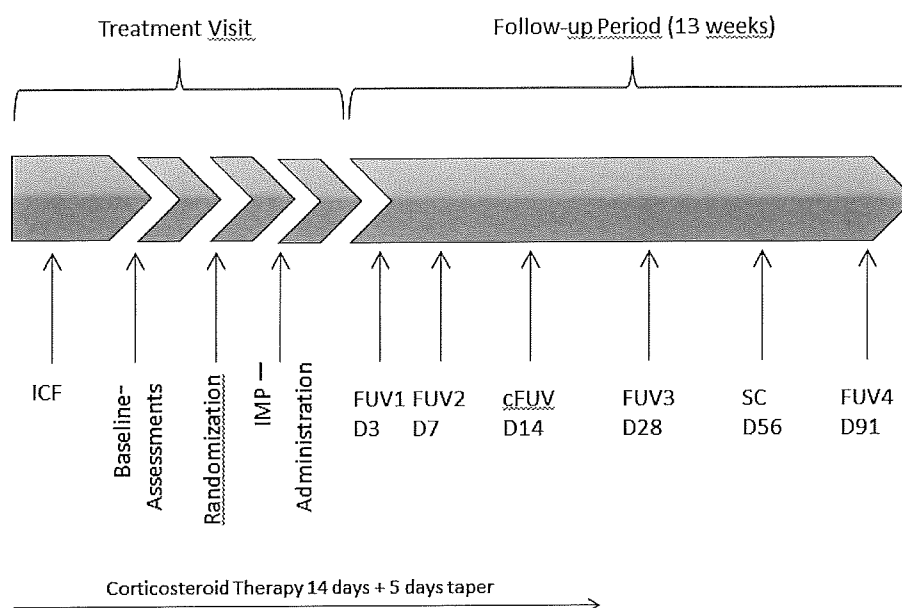 Treatment Visit
Follow-up Period (13 weeks)
ICF
Baseline-
Assessments
Randomization
IMP –
Administration
FUV1
D3
FUV2
D7
cFUV
D14
FUV3
D28
SC
D56
FUV4
D91
Corticosteroid Therapy 14 days + 5 days taper